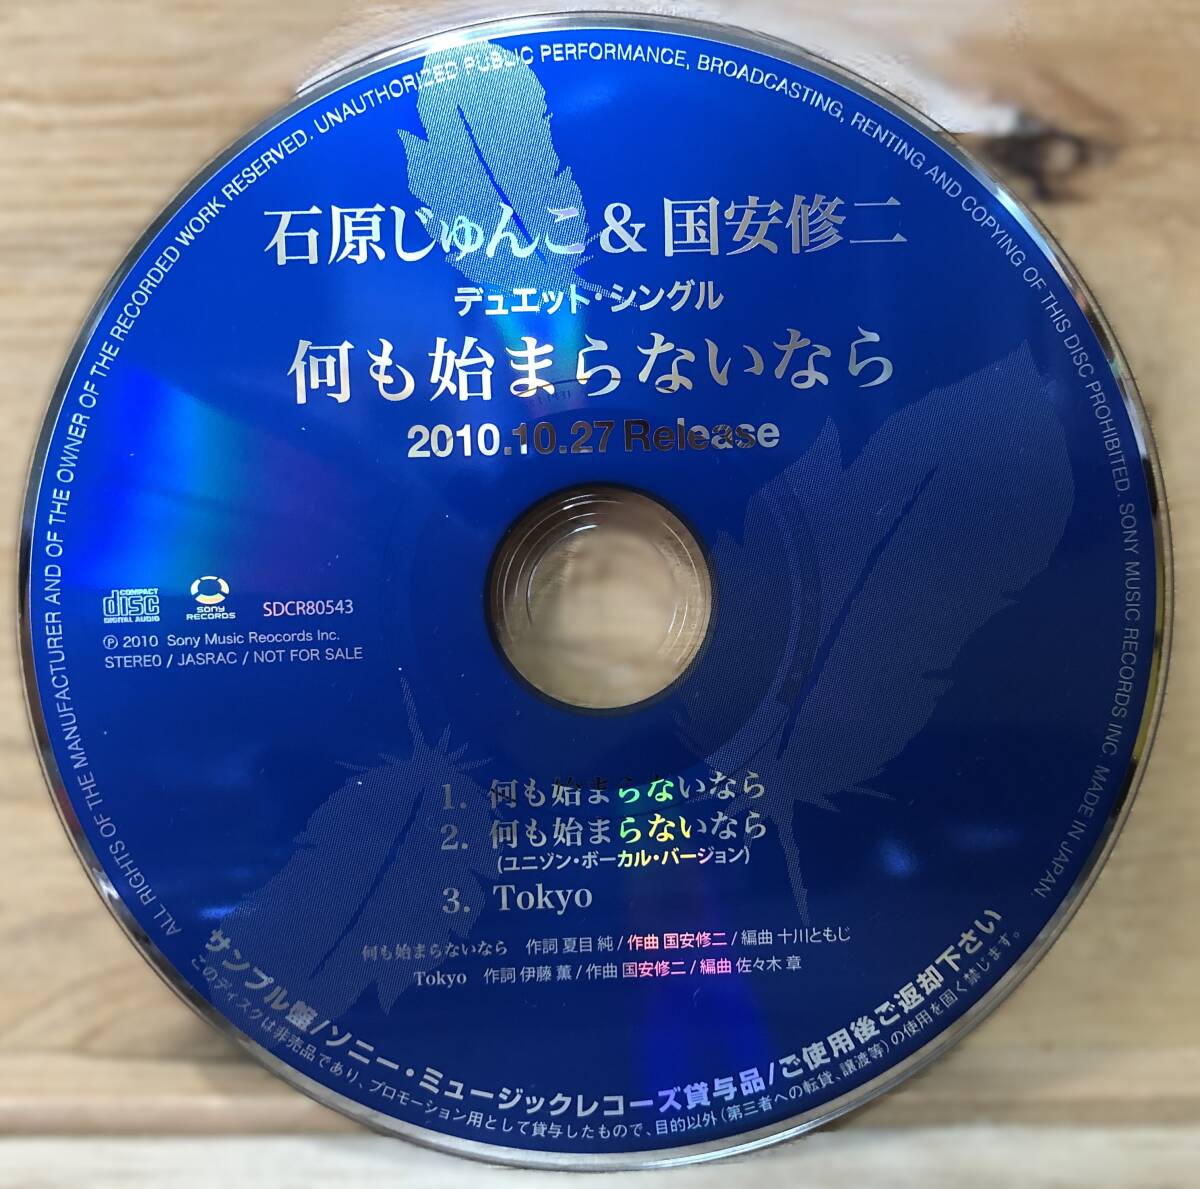 石原じゅんこ & 国安修二
デュエット・シングル
何も始まらないなら
2010.10.27 Release
COMPACT
disc
DIGITAL AUDIO
SONY
RECORDS
SDCR80543
Ⓟ 2010 Sony Music Reocords Inc.
STEREO / JASRAC / NOT FOR SALE
1. 何も始まらないなら
2. 何も始まらないなら
(ユニゾン・ボーカル・バージョン)
3. Tokyo
何も始まらないなら 作詞 夏目 純 / 作曲 国安修二 / 編曲 十川ともじ
Tokyo 作詞 伊藤 薫 / 作曲 国安修二 / 編曲 佐々木 章
ALL RIGHTS OF THE MANUFACTURER AND OF THE OWNER OF THE RECORDED WORK RESERVED. UNAUTHORIZED PUBLIC PERFORMANCE, BROADCASTING, RENTING AND COPYING OF THIS DISC PROHIBITED. SONY MUSIC RECORDS INC. MADE IN JAPAN.
サンプル盤/ソニー・ミュージックレコーズ貸与品/ご使用後ご返却下さい
このディスクは非売品であり、プロモーション用として貸与したもので、目的以外(第三者への転貸、譲渡等)の使用を固く禁じます。